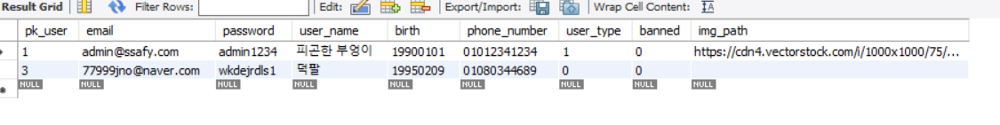 Result Grid Filter Rows: Edit: Export/Import: Wrap Cell Content: IA
pk_user email password user_name birth phone_number user_type banned img_path
1 admin@ssafy.com admin1234 피곤한 부엉이 19900101 01012341234 1 0 https://cdn4.vectorstock.com/i/1000x1000/75/...
3 77999jno@naver.com wkdejrdls1 덕팔 19950209 01080344689 0 0
NULL NULL NULL NULL NULL NULL NULL NULL NULL